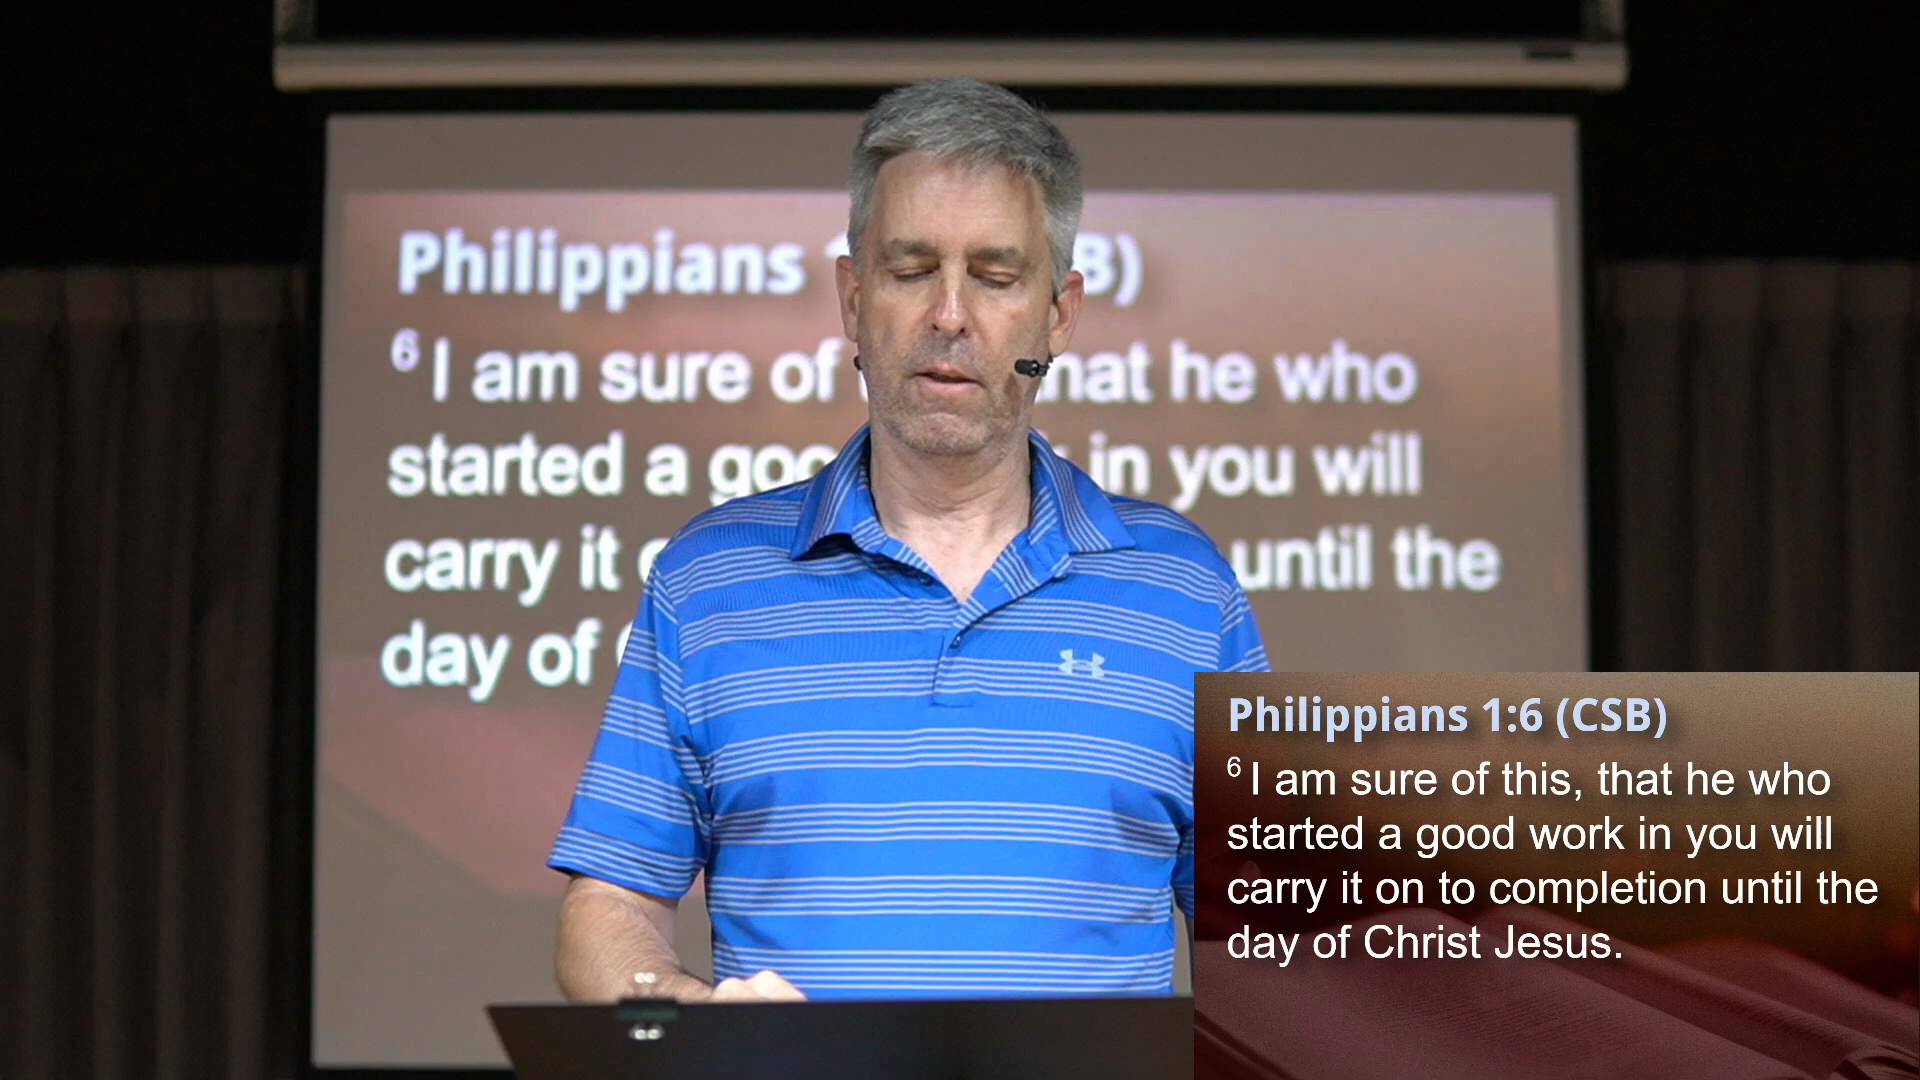 Philippians B)
6 I am sure of hat he who
started a goo in you will
carry it until the
day of
Philippians 1:6 (CSB)
6 I am sure of this, that he who
started a good work in you will
carry it on to completion until the
day of Christ Jesus.